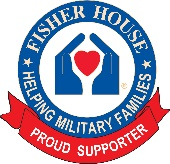 FISHER HOUSE
HELPING MILITARY FAMILIES
PROUD SUPPORTER